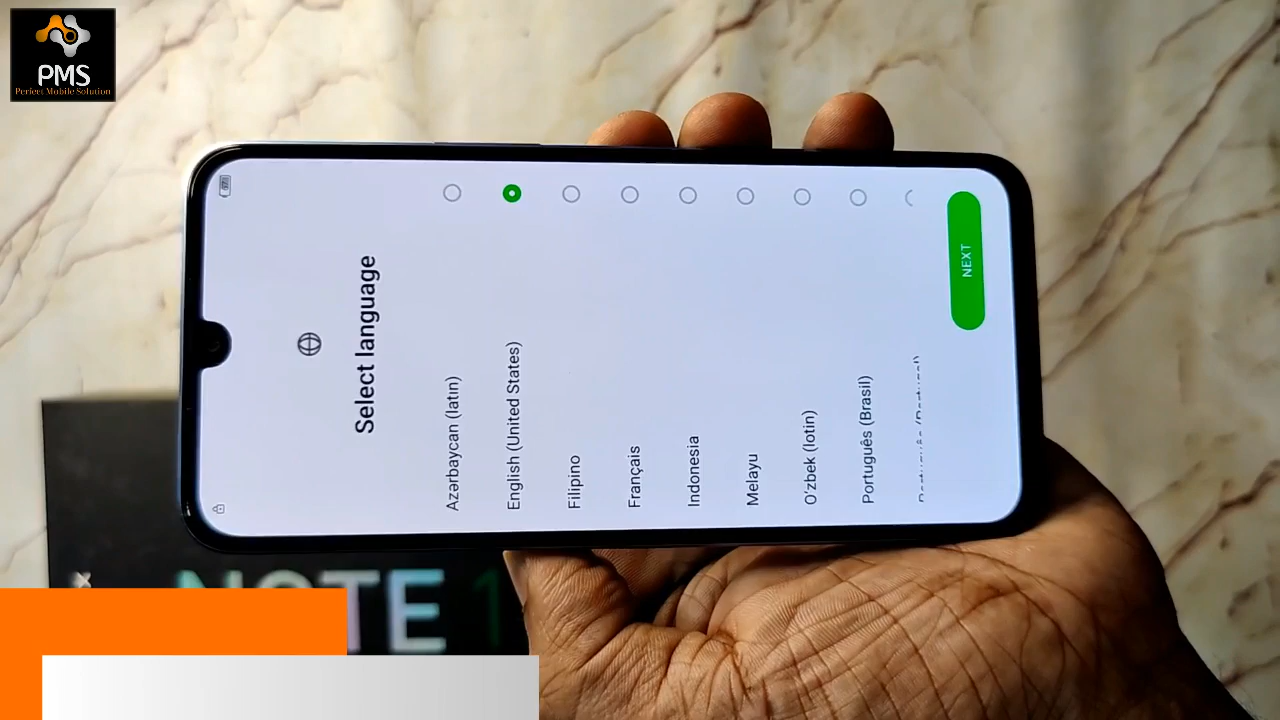 PMS
Perfect Mobile Solution
Select language
Azərbaycan (latın)
English (United States)
Filipino
Français
Indonesia
Melayu
O'zbek (lotin)
Português (Brasil)
NEXT
NOTE 1